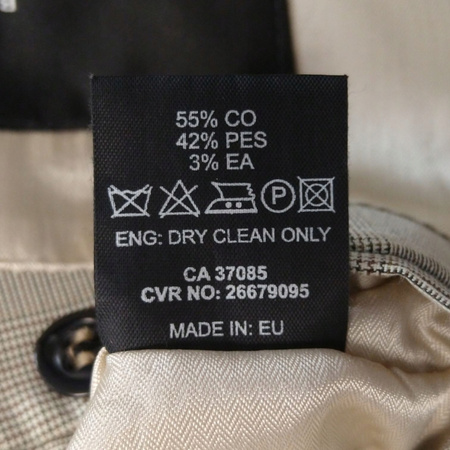 55% CO
42% PES
3% EA
P
ENG: DRY CLEAN ONLY
CA 37085
CVR NO: 26679095
MADE IN: EU